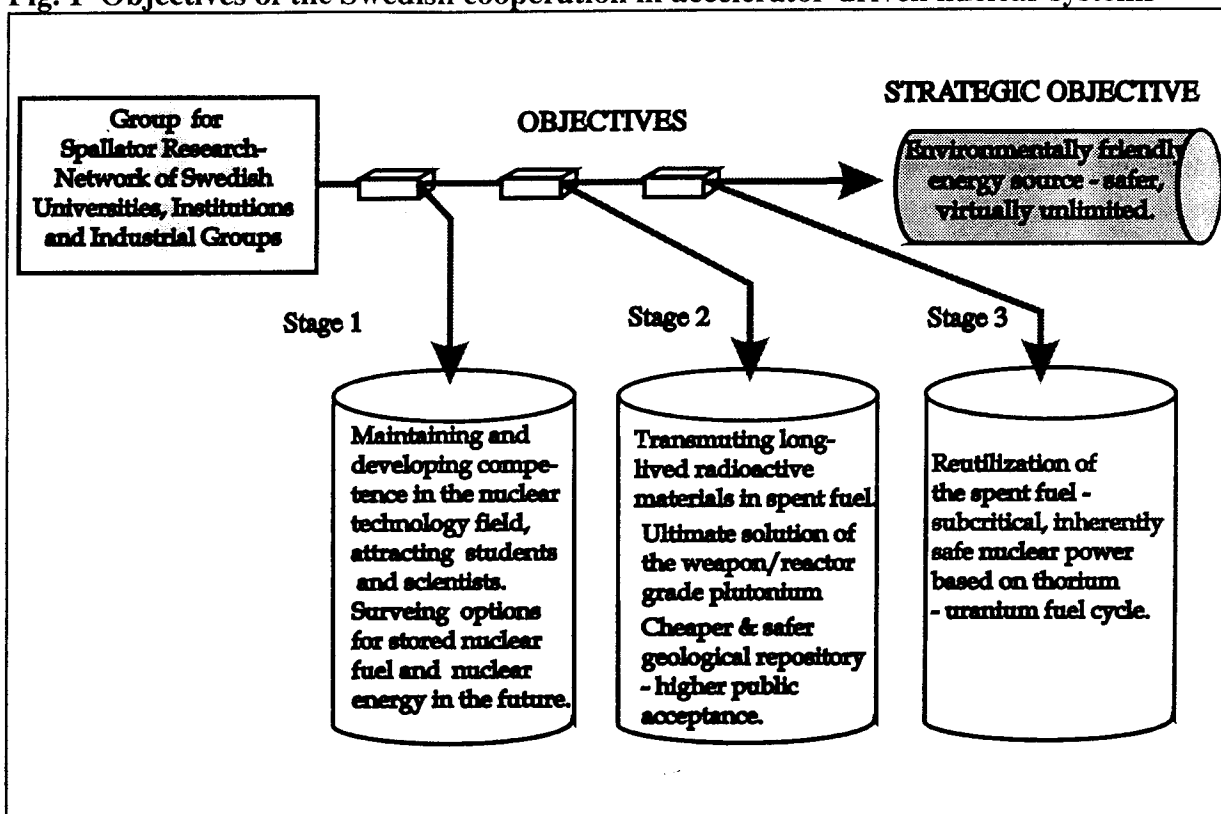 Fig. 1 Objectives of the Swedish cooperation in accelerator-driven nuclear systems
Group for
Spallator Research-
Network of Swedish
Universities, Institutions
and Industrial Groups
OBJECTIVES
STRATEGIC OBJECTIVE
Environmentally friendly
energy source - safer,
virtually unlimited.
Stage 1
Stage 2
Stage 3
Maintaining and
developing compe-
tence in the nuclear
technology field,
attracting students
and scientists.
Surveing options
for stored nuclear
fuel and nuclear
energy in the future.
Transmuting long-
lived radioactive
materials in spent fuel.
Ultimate solution of
the weapon/reactor
grade plutonium
Cheaper & safer
geological repository
- higher public
acceptance.
Reutilization of
the spent fuel -
subcritical, inherently
safe nuclear power
based on thorium
- uranium fuel cycle.